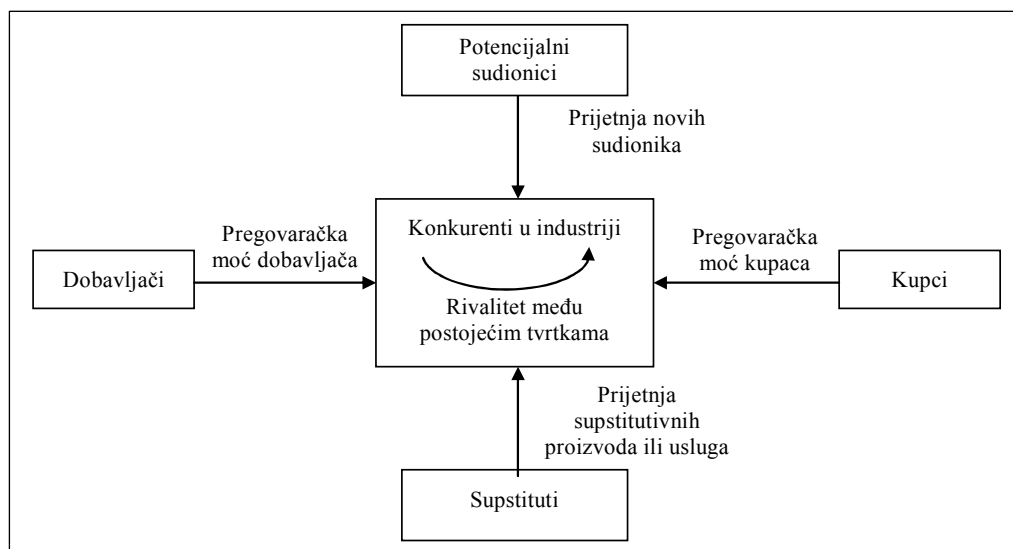 Potencijalni
sudionici
Prijetnja novih
sudionika
Konkurenti u industriji
Pregovaračka
moć dobavljača
Pregovaračka
moć kupaca
Dobavljači
Kupci
Rivalitet među
postojećim tvrtkama
Prijetnja
supstitutivnih
proizvoda ili usluga
Supstituti